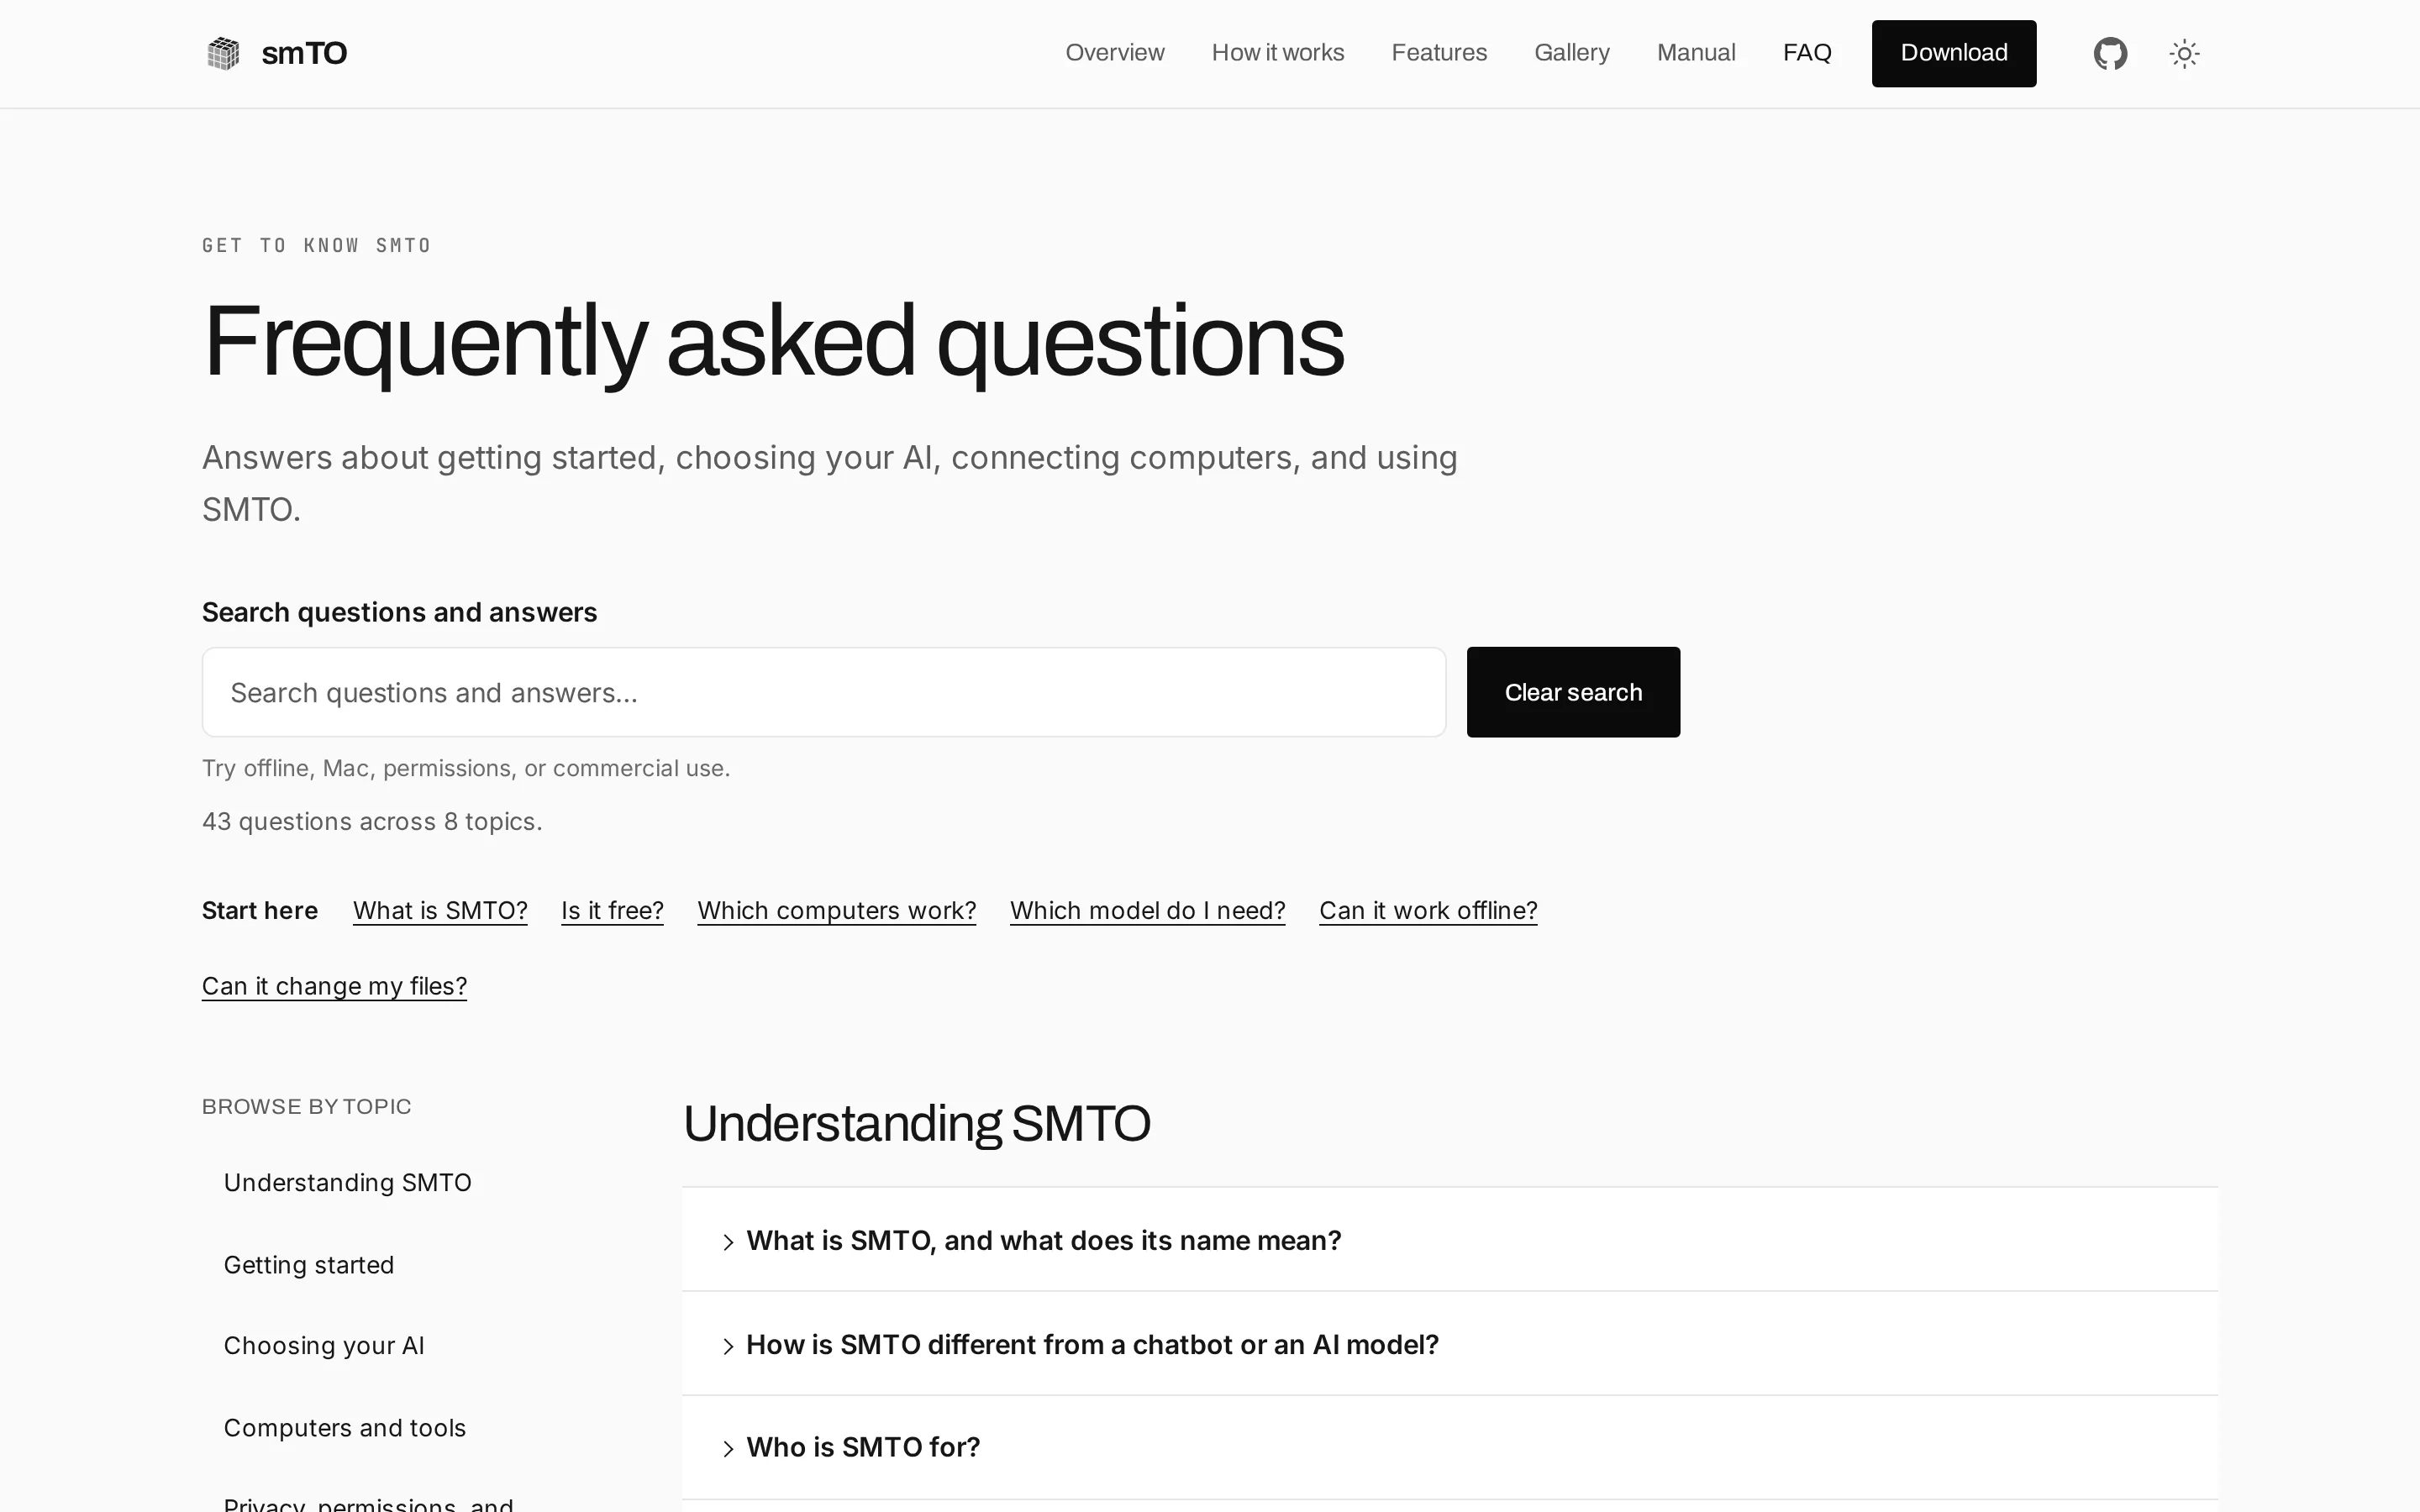 smTO
Overview
How it works
Features
Gallery
Manual
FAQ
Download
GET TO KNOW SMTO
Frequently asked questions
Answers about getting started, choosing your AI, connecting computers, and using
SMTO.
Search questions and answers
Search questions and answers...
Clear search
Try offline, Mac, permissions, or commercial use.
43 questions across 8 topics.
Start here
What is SMTO?
Is it free?
Which computers work?
Which model do I need?
Can it work offline?
Can it change my files?
BROWSE BY TOPIC
Understanding SMTO
Getting started
Choosing your AI
Computers and tools
Privacy, permissions, and
Understanding SMTO
What is SMTO, and what does its name mean?
How is SMTO different from a chatbot or an AI model?
Who is SMTO for?